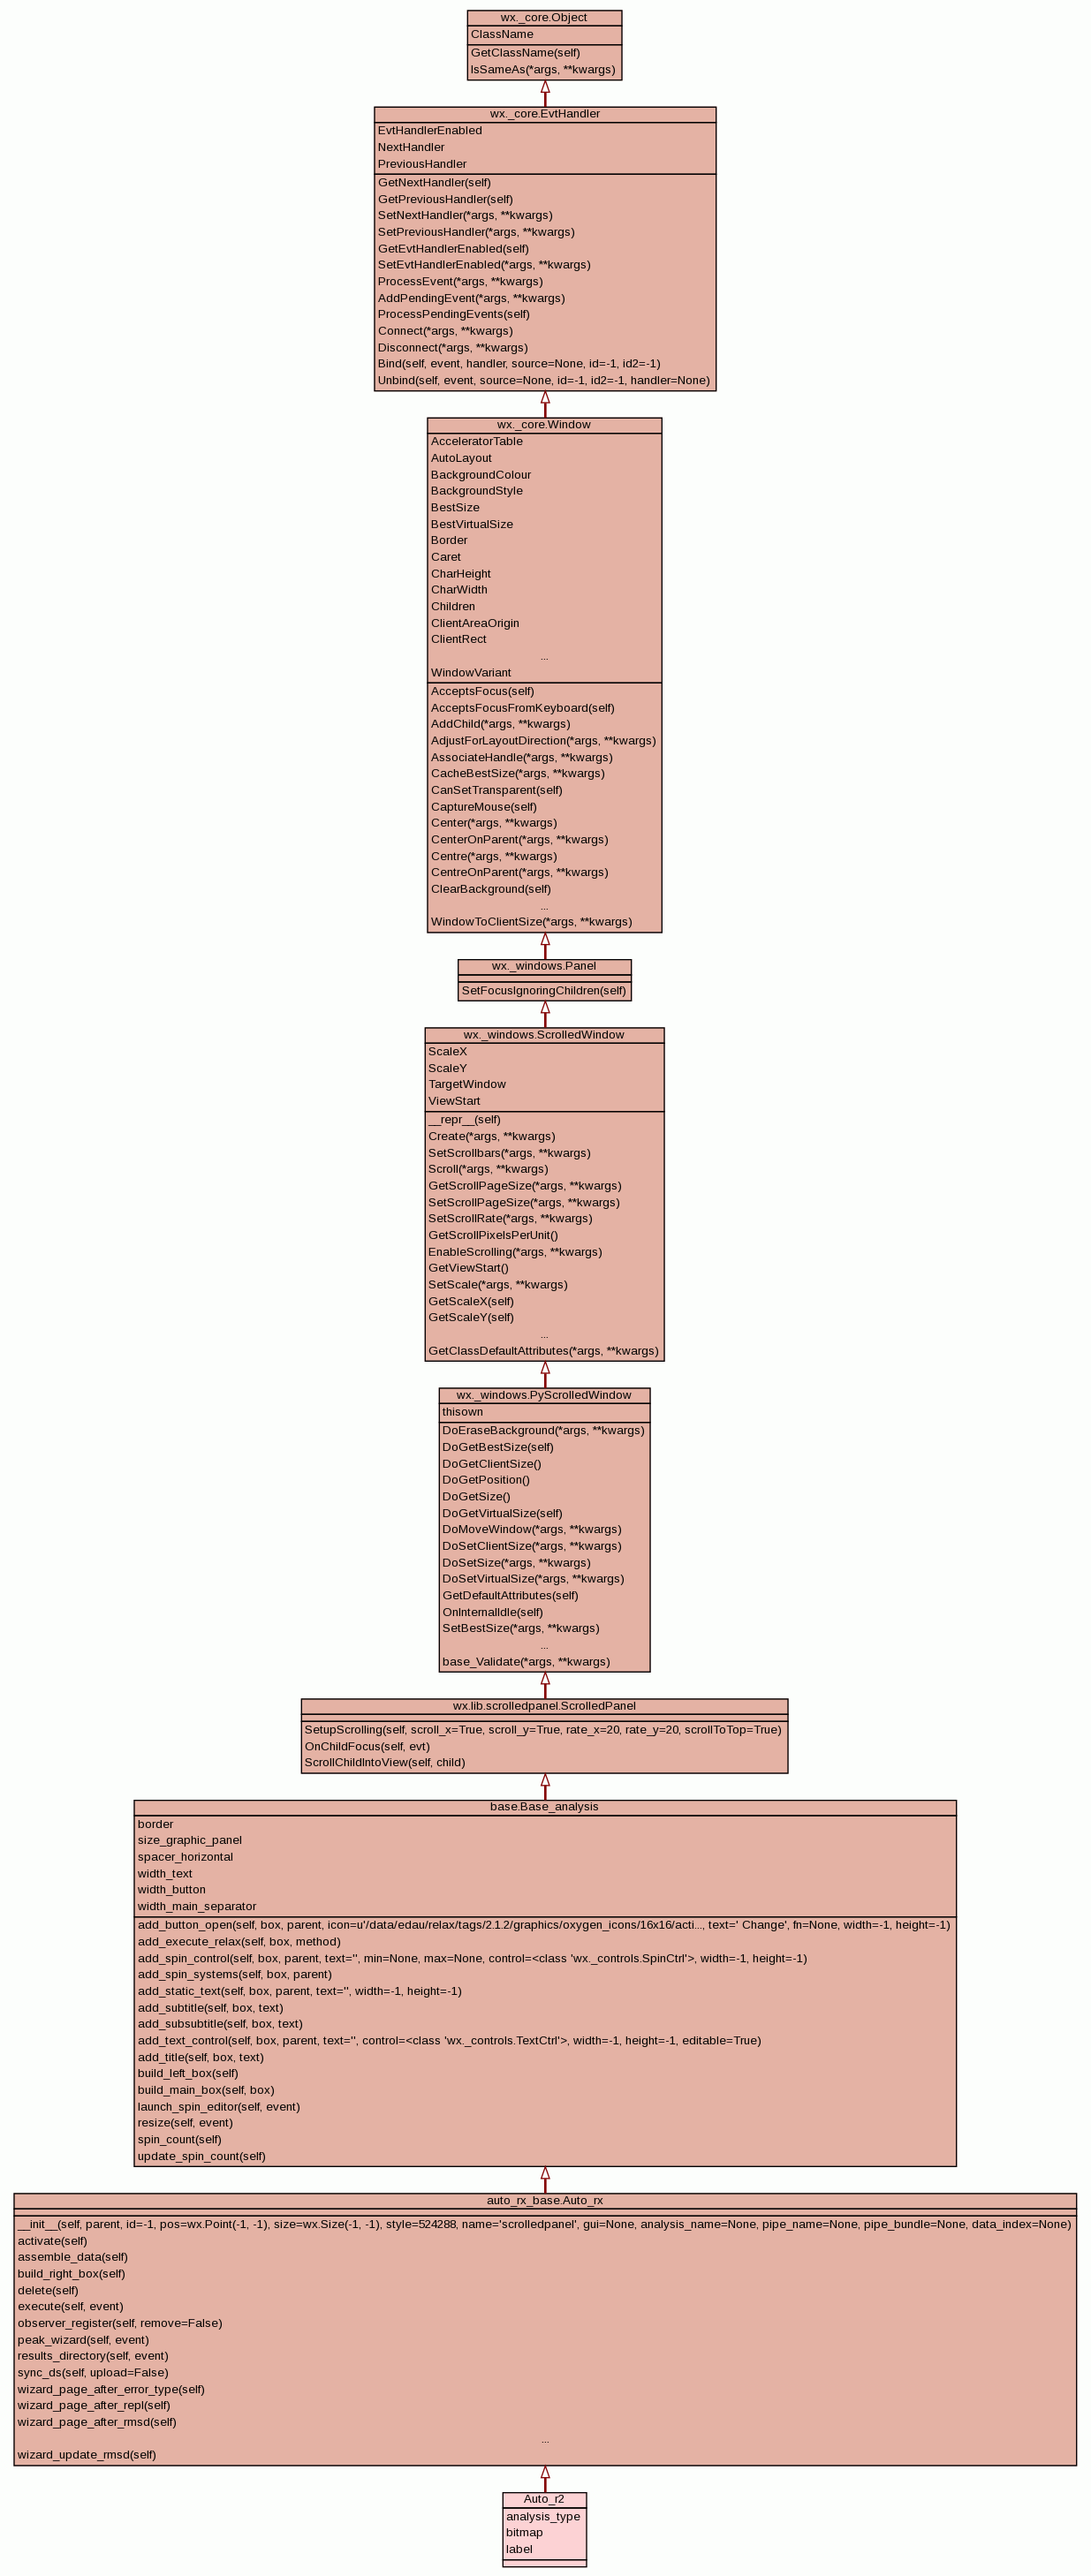 wx._core.Object
ClassName
GetClassName(self)
IsSameAs(*args, **kwargs)
wx._core.EvtHandler
EvtHandlerEnabled
NextHandler
PreviousHandler
GetNextHandler(self)
GetPreviousHandler(self)
SetNextHandler(*args, **kwargs)
SetPreviousHandler(*args, **kwargs)
GetEvtHandlerEnabled(self)
SetEvtHandlerEnabled(*args, **kwargs)
ProcessEvent(*args, **kwargs)
AddPendingEvent(*args, **kwargs)
ProcessPendingEvents(self)
Connect(*args, **kwargs)
Disconnect(*args, **kwargs)
Bind(self, event, handler, source=None, id=-1, id2=-1)
Unbind(self, event, source=None, id=-1, id2=-1, handler=None)
wx._core.Window
AcceleratorTable
AutoLayout
BackgroundColour
BackgroundStyle
BestSize
BestVirtualSize
Border
Caret
CharHeight
CharWidth
Children
ClientAreaOrigin
ClientRect
...
WindowVariant
AcceptsFocus(self)
AcceptsFocusFromKeyboard(self)
AddChild(*args, **kwargs)
AdjustForLayoutDirection(*args, **kwargs)
AssociateHandle(*args, **kwargs)
CacheBestSize(*args, **kwargs)
CanSetTransparent(self)
CaptureMouse(self)
Center(*args, **kwargs)
CenterOnParent(*args, **kwargs)
Centre(*args, **kwargs)
CentreOnParent(*args, **kwargs)
ClearBackground(self)
...
WindowToClientSize(*args, **kwargs)
wx._windows.Panel
SetFocusIgnoringChildren(self)
wx._windows.ScrolledWindow
ScaleX
ScaleY
TargetWindow
ViewStart
__repr__(self)
Create(*args, **kwargs)
SetScrollbars(*args, **kwargs)
Scroll(*args, **kwargs)
GetScrollPageSize(*args, **kwargs)
SetScrollPageSize(*args, **kwargs)
SetScrollRate(*args, **kwargs)
GetScrollPixelsPerUnit()
EnableScrolling(*args, **kwargs)
GetViewStart()
SetScale(*args, **kwargs)
GetScaleX(self)
GetScaleY(self)
...
GetClassDefaultAttributes(*args, **kwargs)
wx._windows.PyScrolledWindow
thisown
DoEraseBackground(*args, **kwargs)
DoGetBestSize(self)
DoGetClientSize()
DoGetPosition()
DoGetSize()
DoGetVirtualSize(self)
DoMoveWindow(*args, **kwargs)
DoSetClientSize(*args, **kwargs)
DoSetSize(*args, **kwargs)
DoSetVirtualSize(*args, **kwargs)
GetDefaultAttributes(self)
OnInternalIdle(self)
SetBestSize(*args, **kwargs)
...
base_Validate(*args, **kwargs)
wx.lib.scrolledpanel.ScrolledPanel
SetupScrolling(self, scroll_x=True, scroll_y=True, rate_x=20, rate_y=20, scrollToTop=True)
OnChildFocus(self, evt)
ScrollChildIntoView(self, child)
base.Base_analysis
border
size_graphic_panel
spacer_horizontal
width_text
width_button
width_main_separator
add_button_open(self, box, parent, icon=u'/data/edau/relax/tags/2.1.2/graphics/oxygen_icons/16x16/acti..., text=' Change', fn=None, width=-1, height=-1)
add_execute_relax(self, box, method)
add_spin_control(self, box, parent, text='', min=None, max=None, control=<class 'wx._controls.SpinCtrl'>, width=-1, height=-1)
add_spin_systems(self, box, parent)
add_static_text(self, box, parent, text='', width=-1, height=-1)
add_subtitle(self, box, text)
add_subsubtitle(self, box, text)
add_text_control(self, box, parent, text='', control=<class 'wx._controls.TextCtrl'>, width=-1, height=-1, editable=True)
add_title(self, box, text)
build_left_box(self)
build_main_box(self, box)
launch_spin_editor(self, event)
resize(self, event)
spin_count(self)
update_spin_count(self)
auto_rx_base.Auto_rx
__init__(self, parent, id=-1, pos=wx.Point(-1, -1), size=wx.Size(-1, -1), style=524288, name='scrolledpanel', gui=None, analysis_name=None, pipe_name=None, pipe_bundle=None, data_index=None)
activate(self)
assemble_data(self)
build_right_box(self)
delete(self)
execute(self, event)
observer_register(self, remove=False)
peak_wizard(self, event)
results_directory(self, event)
sync_ds(self, upload=False)
wizard_page_after_error_type(self)
wizard_page_after_repl(self)
wizard_page_after_rmsd(self)
...
wizard_update_rmsd(self)
Auto_r2
analysis_type
bitmap
label